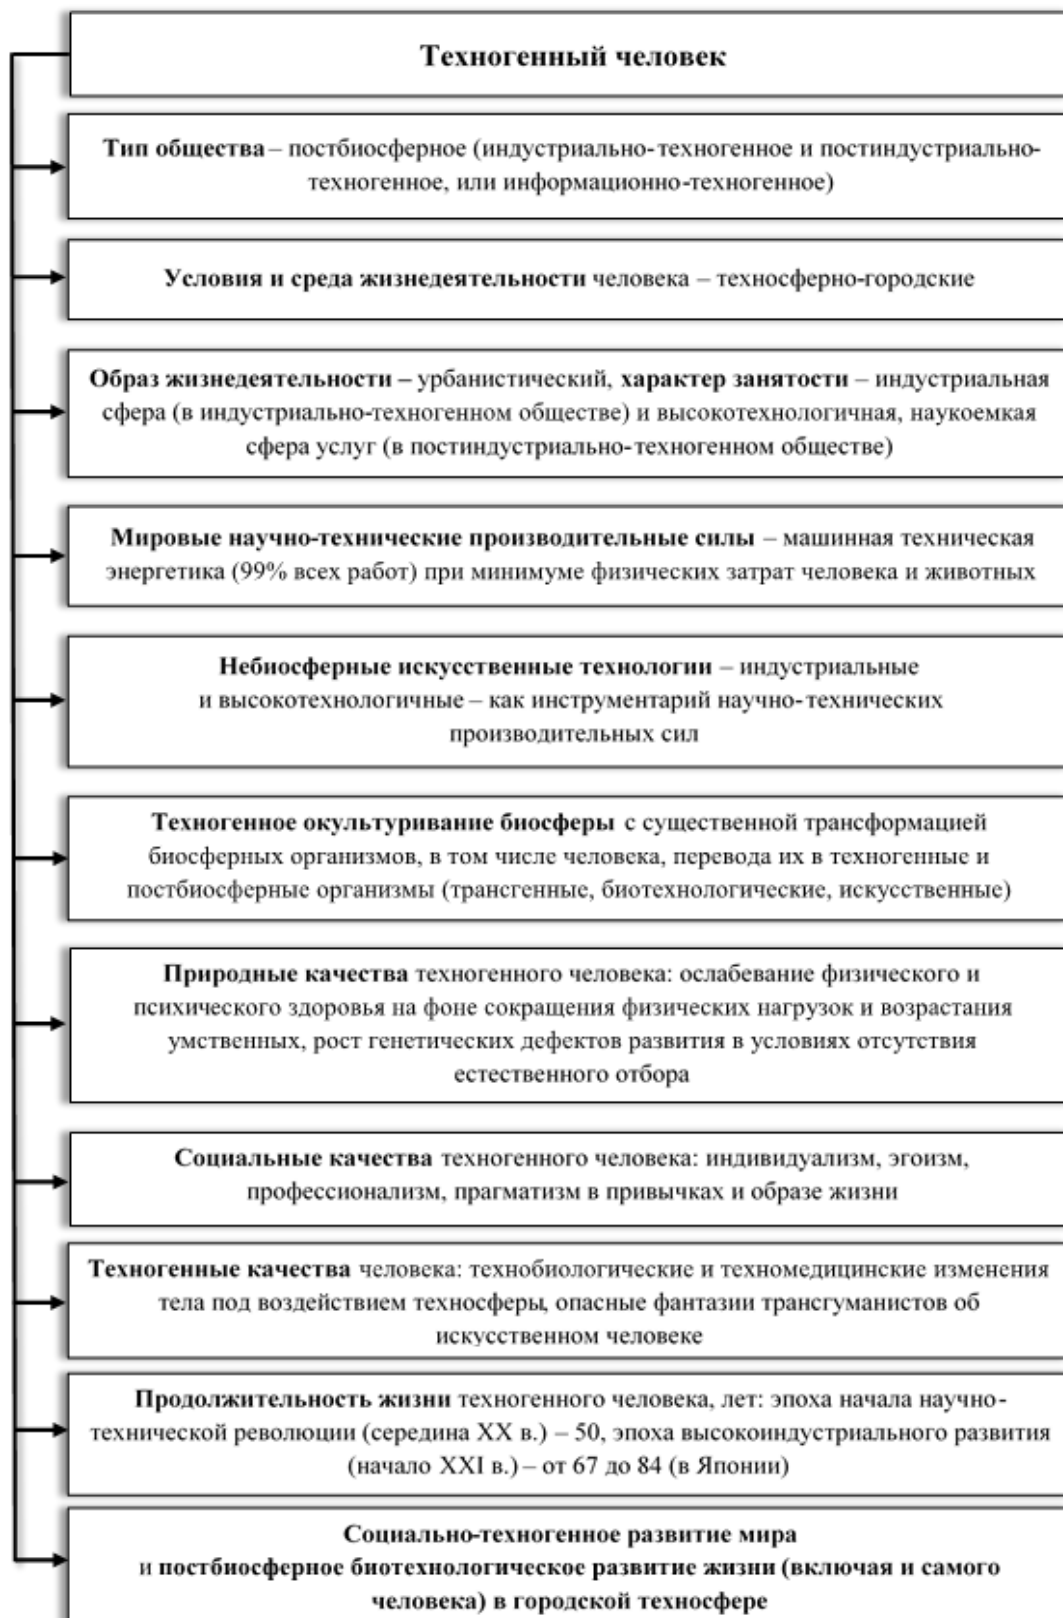 Техногенный человек
Тип общества – постбиосферное (индустриально-техногенное и постиндустриально-
техногенное, или информационно-техногенное)
Условия и среда жизнедеятельности человека – техносферно-городские
Образ жизнедеятельности – урбанистический, характер занятости – индустриальная
сфера (в индустриально-техногенном обществе) и высокотехнологичная, наукоемкая
сфера услуг (в постиндустриально-техногенном обществе)
Мировые научно-технические производительные силы – машинная техническая
энергетика (99% всех работ) при минимуме физических затрат человека и животных
Небиосферные искусственные технологии – индустриальные
и высокотехнологичные – как инструментарий научно-технических
производительных сил
Техногенное окультуривание биосферы с существенной трансформацией
биосферных организмов, в том числе человека, перевода их в техногенные и
постбиосферные организмы (трансгенные, биотехнологические, искусственные)
Природные качества техногенного человека: ослабевание физического и
психического здоровья на фоне сокращения физических нагрузок и возрастания
умственных, рост генетических дефектов развития в условиях отсутствия
естественного отбора
Социальные качества техногенного человека: индивидуализм, эгоизм,
профессионализм, прагматизм в привычках и образе жизни
Техногенные качества человека: технобиологические и техномедицинские изменения
тела под воздействием техносферы, опасные фантазии трансгуманистов об
искусственном человеке
Продолжительность жизни техногенного человека, лет: эпоха начала научно-
технической революции (середина XX в.) – 50, эпоха высокоиндустриального развития
(начало XXI в.) – от 67 до 84 (в Японии)
Социально-техногенное развитие мира
и постбиосферное биотехнологическое развитие жизни (включая и самого
человека) в городской техносфере